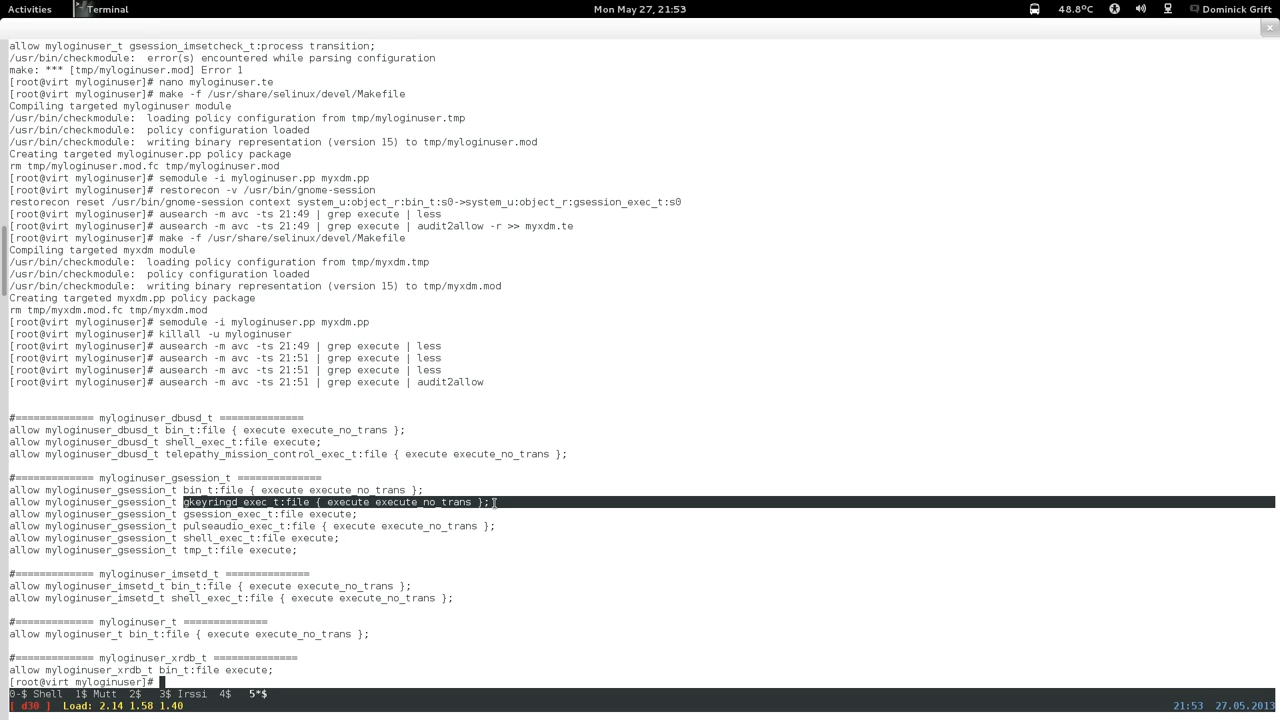 Activities Terminal Mon May 27, 21:53 48.8°C Dominick Grift
allow myloginuser_t gsession_imsetcheck_t:process transition;
/usr/bin/checkmodule:  error(s) encountered while parsing configuration
make: *** [tmp/myloginuser.mod] Error 1
[root@virt myloginuser]# nano myloginuser.te
[root@virt myloginuser]# make -f /usr/share/selinux/devel/Makefile
Compiling targeted myloginuser module
/usr/bin/checkmodule:  loading policy configuration from tmp/myloginuser.tmp
/usr/bin/checkmodule:  policy configuration loaded
/usr/bin/checkmodule:  writing binary representation (version 15) to tmp/myloginuser.mod
Creating targeted myloginuser.pp policy package
rm tmp/myloginuser.mod.fc tmp/myloginuser.mod
[root@virt myloginuser]# semodule -i myloginuser.pp myxdm.pp
[root@virt myloginuser]# restorecon -v /usr/bin/gnome-session
restorecon reset /usr/bin/gnome-session context system_u:object_r:bin_t:s0->system_u:object_r:gsession_exec_t:s0
[root@virt myloginuser]# ausearch -m avc -ts 21:49 | grep execute | less
[root@virt myloginuser]# ausearch -m avc -ts 21:49 | grep execute | audit2allow -r >> myxdm.te
[root@virt myloginuser]# make -f /usr/share/selinux/devel/Makefile
Compiling targeted myxdm module
/usr/bin/checkmodule:  loading policy configuration from tmp/myxdm.tmp
/usr/bin/checkmodule:  policy configuration loaded
/usr/bin/checkmodule:  writing binary representation (version 15) to tmp/myxdm.mod
Creating targeted myxdm.pp policy package
rm tmp/myxdm.mod.fc tmp/myxdm.mod
[root@virt myloginuser]# semodule -i myloginuser.pp myxdm.pp
[root@virt myloginuser]# killall -u myloginuser
[root@virt myloginuser]# ausearch -m avc -ts 21:49 | grep execute | less
[root@virt myloginuser]# ausearch -m avc -ts 21:51 | grep execute | less
[root@virt myloginuser]# ausearch -m avc -ts 21:51 | grep execute | less
[root@virt myloginuser]# ausearch -m avc -ts 21:51 | grep execute | audit2allow
#============= myloginuser_dbusd_t ==============
allow myloginuser_dbusd_t bin_t:file { execute execute_no_trans };
allow myloginuser_dbusd_t shell_exec_t:file execute;
allow myloginuser_dbusd_t telepathy_mission_control_exec_t:file { execute execute_no_trans };
#============= myloginuser_gsession_t ==============
allow myloginuser_gsession_t bin_t:file { execute execute_no_trans };
allow myloginuser_gsession_t gkeyringd_exec_t:file { execute execute_no_trans };
allow myloginuser_gsession_t gsession_exec_t:file execute;
allow myloginuser_gsession_t pulseaudio_exec_t:file { execute execute_no_trans };
allow myloginuser_gsession_t shell_exec_t:file execute;
allow myloginuser_gsession_t tmp_t:file execute;
#============= myloginuser_imsetd_t ==============
allow myloginuser_imsetd_t bin_t:file { execute execute_no_trans };
allow myloginuser_imsetd_t shell_exec_t:file { execute execute_no_trans };
#============= myloginuser_t ==============
allow myloginuser_t bin_t:file { execute execute_no_trans };
#============= myloginuser_xrdb_t ==============
allow myloginuser_xrdb_t bin_t:file execute;
[root@virt myloginuser]#
0-$ Shell  1$ Mutt  2$   3$ Irssi  4$   5*$
[ d30 ]  Load: 2.14 1.58 1.40 21:53  27.05.2013